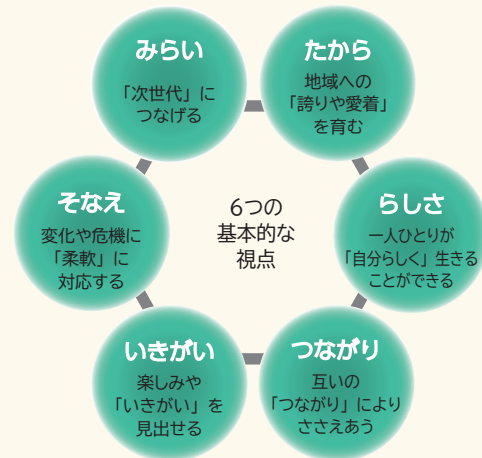 みらい
「次世代」に
つなげる
たから
地域への
「誇りや愛着」
を育む
らしさ
一人ひとりが
「自分らしく」生きる
ことができる
つながり
互いの
「つながり」により
ささえあう
いきがい
楽しみや
「いきがい」を
見出せる
そなえ
変化や危機に
「柔軟」に
対応する
6つの
基本的な
視点